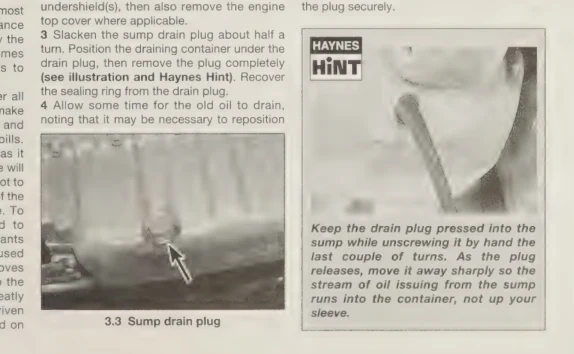 most
ance
y the
omes
s to
er all
make
and
bills.
as it
e will
ot to
f the
e. To
d to
ants
used
oves
o the
eatly
riven
d on
undershield(s), then also remove the engine
top cover where applicable.
3 Slacken the sump drain plug about half a
turn. Position the draining container under the
drain plug, then remove the plug completely
(see illustration and Haynes Hint). Recover
the sealing ring from the drain plug.
4 Allow some time for the old oil to drain,
noting that it may be necessary to reposition
3.3 Sump drain plug
the plug securely.
HAYNES
HiNT
Keep the drain plug pressed into the
sump while unscrewing it by hand the
last couple of turns. As the plug
releases, move it away sharply so the
stream of oil issuing from the sump
runs into the container, not up your
sleeve.